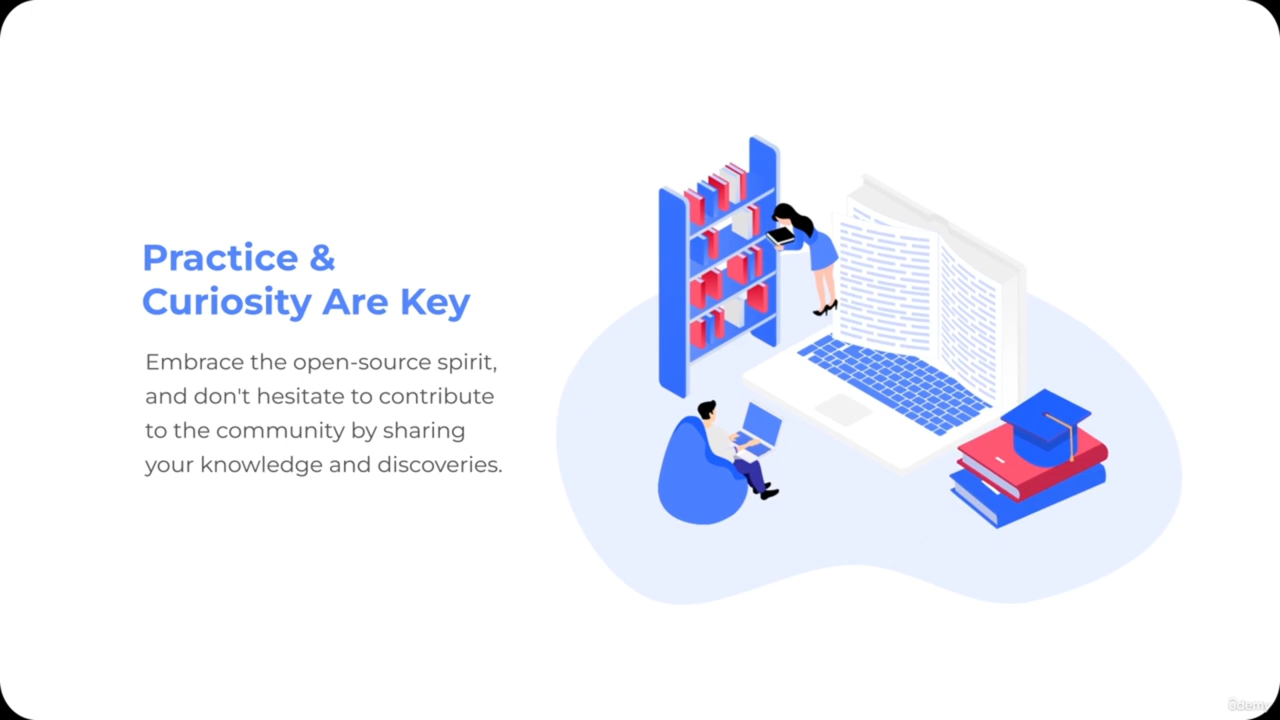 Practice &
Curiosity Are Key
Embrace the open-source spirit,
and don't hesitate to contribute
to the community by sharing
your knowledge and discoveries.
ûdemy